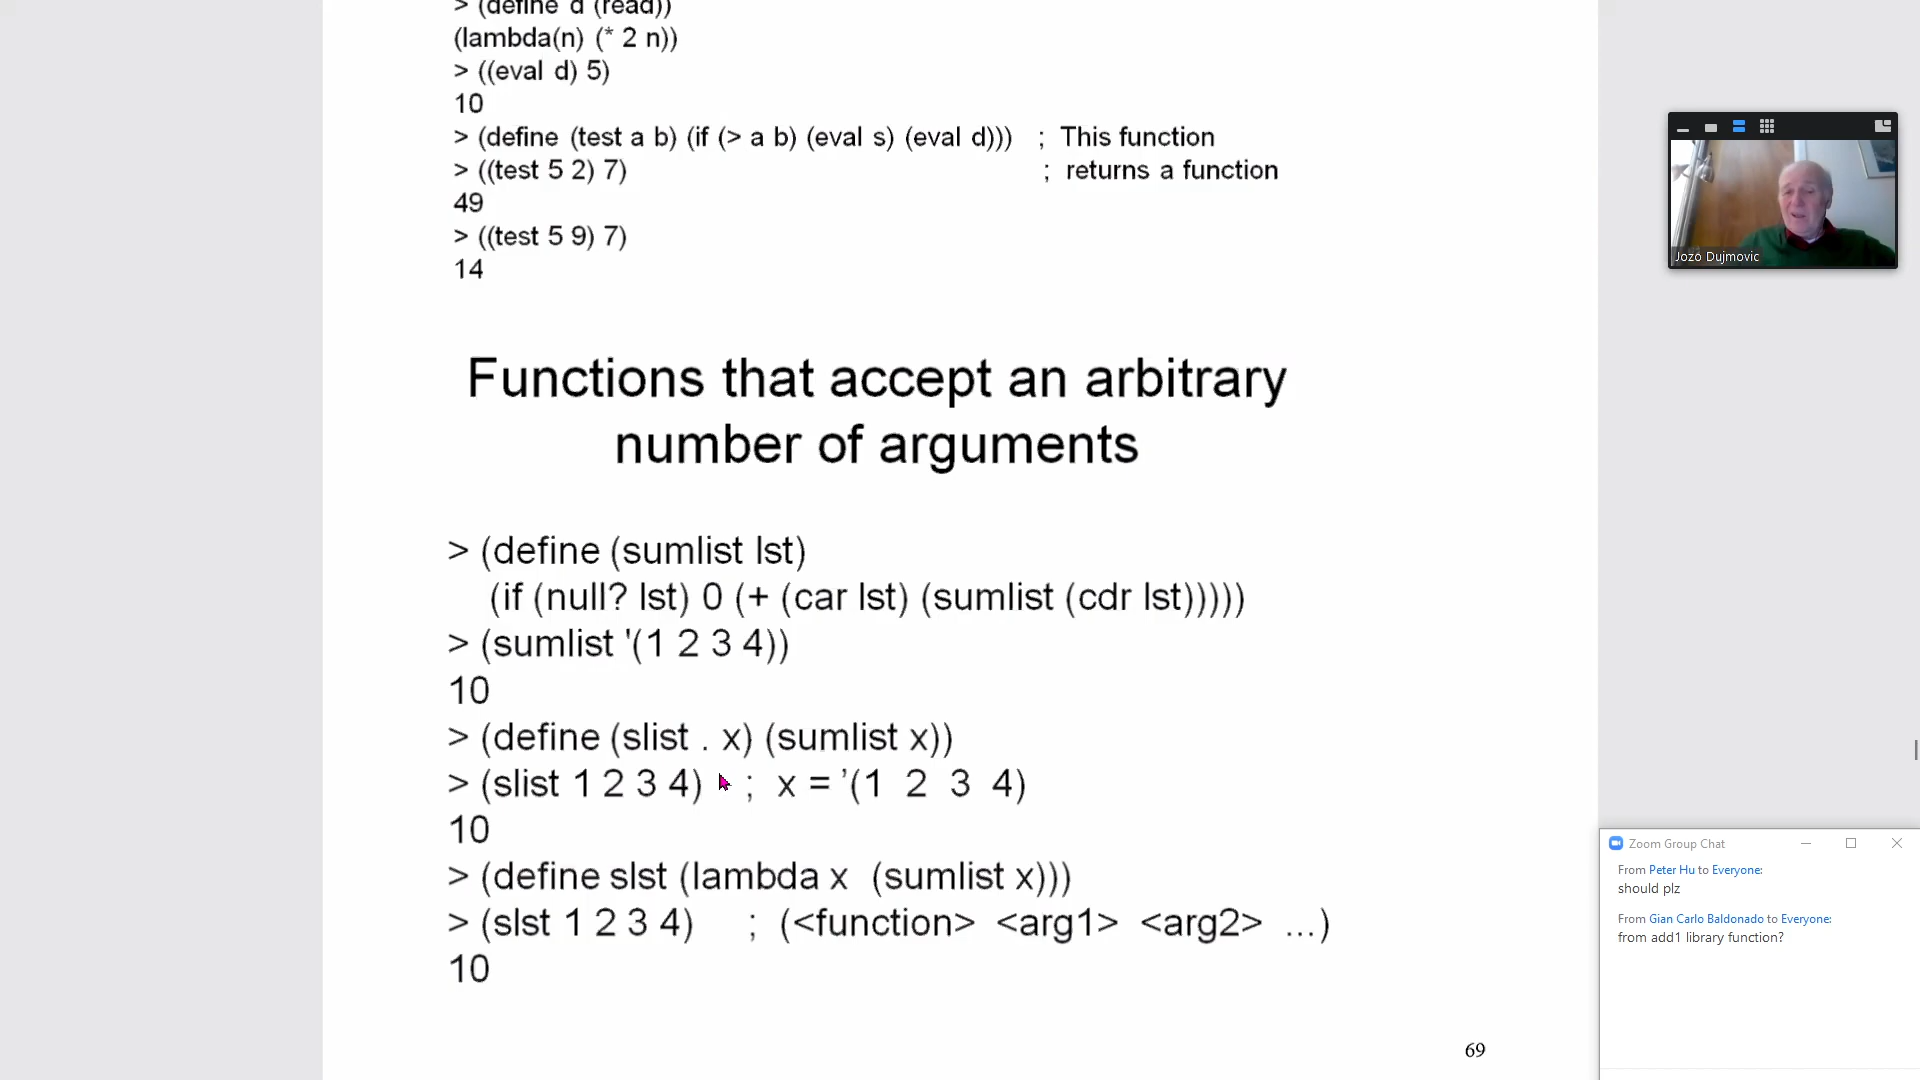 > (define d (read))
(lambda(n) (* 2 n))
> ((eval d) 5)
10
> (define (test a b) (if (> a b) (eval s) (eval d))) ; This function
> ((test 5 2) 7) ; returns a function
49
> ((test 5 9) 7)
14
Functions that accept an arbitrary
number of arguments
> (define (sumlist lst)
(if (null? lst) 0 (+ (car lst) (sumlist (cdr lst)))))
> (sumlist '(1 2 3 4))
10
> (define (slist . x) (sumlist x))
> (slist 1 2 3 4) ; x = ’(1 2 3 4)
10
> (define slst (lambda x (sumlist x)))
> (slst 1 2 3 4) ; (<function> <arg1> <arg2> ...)
10
69
Jozo Dujmovic
Zoom Group Chat
From Peter Hu to Everyone:
should plz
From Gian Carlo Baldonado to Everyone:
from add1 library function?